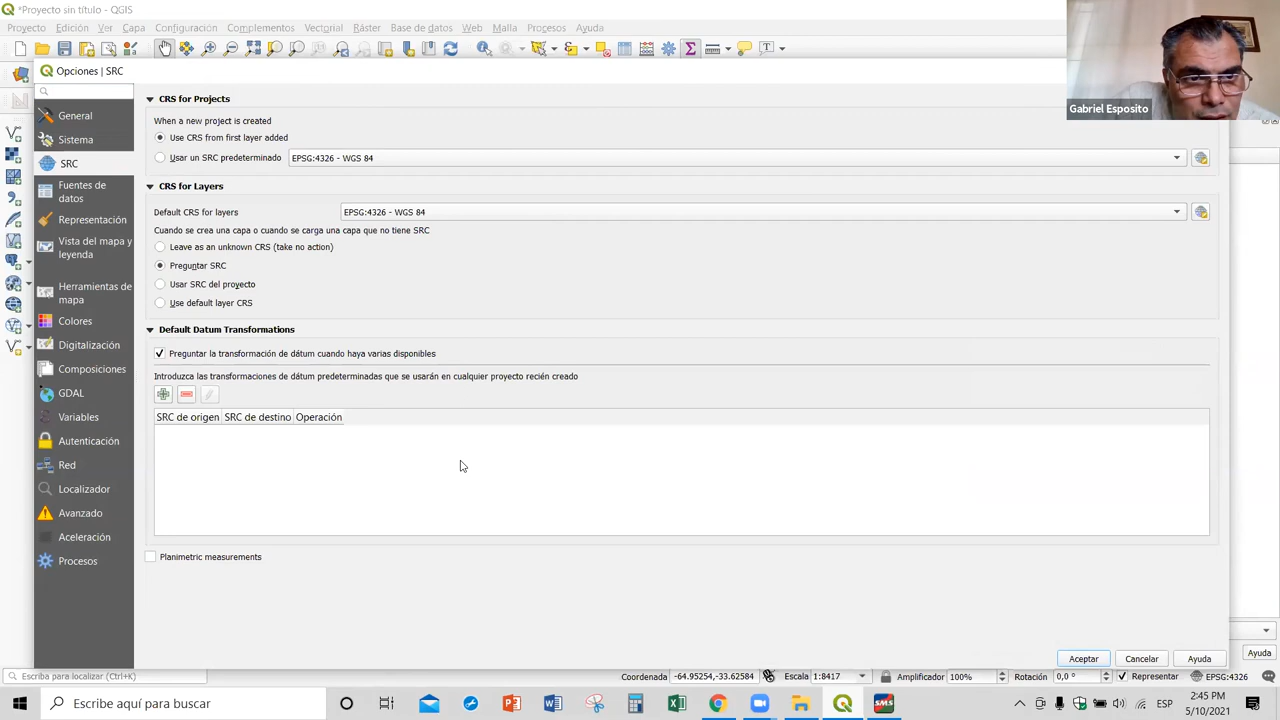 *Proyecto sin título - QGIS
Proyecto Edición Ver Capa Configuración Complementos Vectorial Ráster Base de datos Web Malla Procesos Ayuda
Opciones | SRC
CRS for Projects
When a new project is created
Use CRS from first layer added
Usar un SRC predeterminado EPSG:4326 - WGS 84
CRS for Layers
Default CRS for layers EPSG:4326 - WGS 84
Cuando se crea una capa o cuando se carga una capa que no tiene SRC
Leave as an unknown CRS (take no action)
Preguntar SRC
Usar SRC del proyecto
Use default layer CRS
Default Datum Transformations
Preguntar la transformación de dátum cuando haya varias disponibles
Introduzca las transformaciones de dátum predeterminadas que se usarán en cualquier proyecto recién creado
SRC de origen SRC de destino Operación
Planimetric measurements
General
Sistema
SRC
Fuentes de
datos
Representación
Vista del mapa y
leyenda
Herramientas de
mapa
Colores
Digitalización
Composiciones
GDAL
Variables
Autenticación
Red
Localizador
Avanzado
Aceleración
Procesos
Gabriel Esposito
Aceptar Cancelar Ayuda
Ayuda
Escriba para localizar (Ctrl+K)
Coordenada -64.95254,-33.62584 Escala 1:8417 Amplificador 100% Rotación 0,0 ° Representar EPSG:4326
Escribe aquí para buscar
SMS
ESP
2:45 PM
5/10/2021